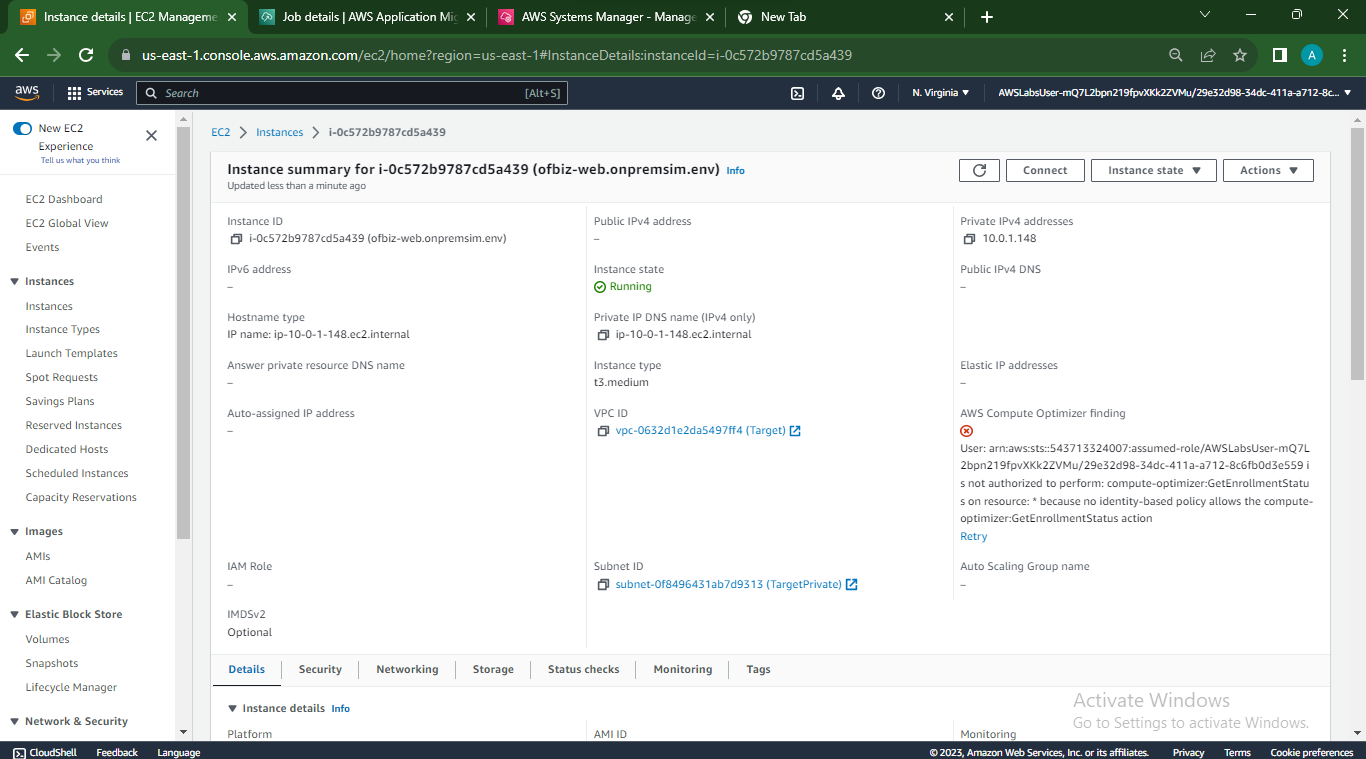 Instance details | EC2 Manageme
Job details | AWS Application Mig
AWS Systems Manager - Manage
New Tab
us-east-1.console.aws.amazon.com/ec2/home?region=us-east-1#InstanceDetails:instanceId=i-0c572b9787cd5a439
A
aws
Services
Search
[Alt+S]
N. Virginia
AWSLabsUser-mQ7L2bpn219fpvXKk2ZVMu/29e32d98-34dc-411a-a712-8c...
New EC2
Experience
Tell us what you think
EC2 Dashboard
EC2 Global View
Events
Instances
Instances
Instance Types
Launch Templates
Spot Requests
Savings Plans
Reserved Instances
Dedicated Hosts
Scheduled Instances
Capacity Reservations
Images
AMIs
AMI Catalog
Elastic Block Store
Volumes
Snapshots
Lifecycle Manager
Network & Security
EC2
Instances
i-0c572b9787cd5a439
Instance summary for i-0c572b9787cd5a439 (ofbiz-web.onpremsim.env) Info
Updated less than a minute ago
Connect
Instance state
Actions
Instance ID
i-0c572b9787cd5a439 (ofbiz-web.onpremsim.env)
Public IPv4 address
–
Private IPv4 addresses
10.0.1.148
IPv6 address
–
Instance state
Running
Public IPv4 DNS
–
Hostname type
IP name: ip-10-0-1-148.ec2.internal
Private IP DNS name (IPv4 only)
ip-10-0-1-148.ec2.internal
Answer private resource DNS name
–
Instance type
t3.medium
Elastic IP addresses
–
Auto-assigned IP address
–
VPC ID
vpc-0632d1e2da5497ff4 (Target)
AWS Compute Optimizer finding
User: arn:aws:sts::543713324007:assumed-role/AWSLabsUser-mQ7L
2bpn219fpvXKk2ZVMu/29e32d98-34dc-411a-a712-8c6fb0d3e559 i
s not authorized to perform: compute-optimizer:GetEnrollmentStatu
s on resource: * because no identity-based policy allows the compute-
optimizer:GetEnrollmentStatus action
Retry
IAM Role
–
Subnet ID
subnet-0f8496431ab7d9313 (TargetPrivate)
Auto Scaling Group name
–
IMDSv2
Optional
Details
Security
Networking
Storage
Status checks
Monitoring
Tags
Instance details Info
Platform
AMI ID
Monitoring
Activate Windows
Go to Settings to activate Windows.
CloudShell
Feedback
Language
© 2023, Amazon Web Services, Inc. or its affiliates.
Privacy
Terms
Cookie preferences